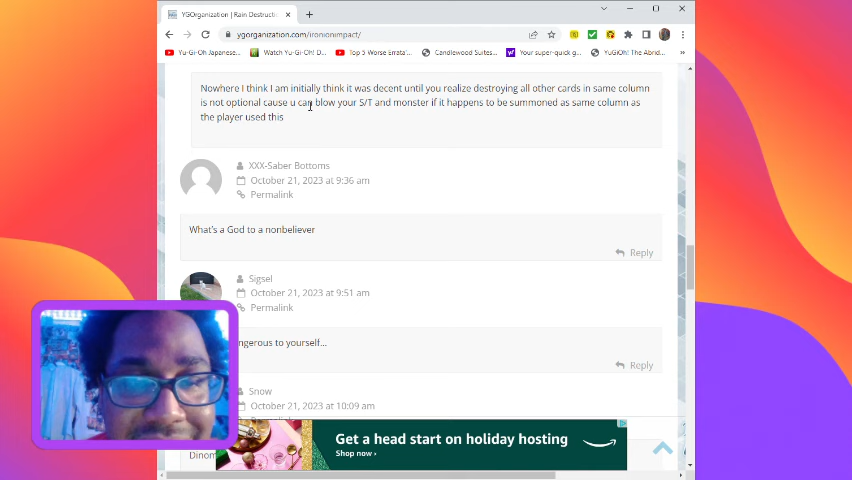 YGOrganization | Rain Destructi
ygorganization.com/ironionimpact/
Yu-Gi-Oh Japanese...
Watch Yu-Gi-Oh! D...
Top 5 Worse Errata'...
Candlewood Suites...
Your super-quick g...
YuGiOh! The Abrid...
Nowhere I think I am initially think it was decent until you realize destroying all other cards in same column
is not optional cause u can blow your S/T and monster if it happens to be summoned as same column as
the player used this
XXX-Saber Bottoms
October 21, 2023 at 9:36 am
Permalink
What's a God to a nonbeliever
Reply
Sigsel
October 21, 2023 at 9:51 am
Permalink
ngerous to yourself...
Reply
Snow
October 21, 2023 at 10:09 am
Get a head start on holiday hosting
Shop now ›
Dinom